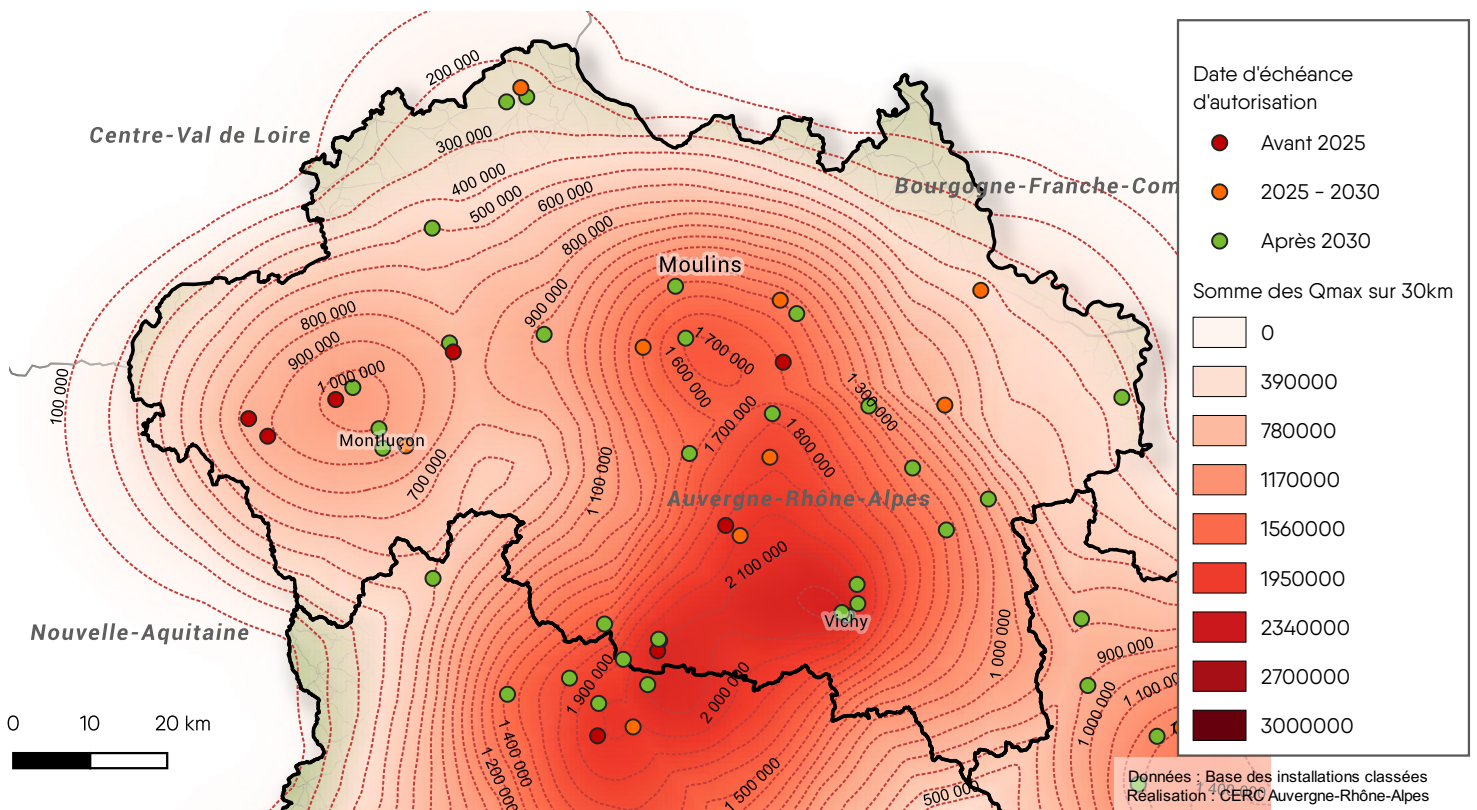 200 000
Centre-Val de Loire
300 000
400 000
500 000
600 000
800 000
Bourgogne-Franche-Com
Moulins
900 000
800 000
900 000
1 000 000
1 700 000
1 600 000
1 300 000
100 000
Montluçon
700 000
1 700 000
1 800 000
1 100 000
Auvergne-Rhône-Alpes
2 100 000
Vichy
Nouvelle-Aquitaine
1 000 000
900 000
1 900 000
2 000 000
1 100 00
1 000 000
1 400 000
1 200 000
1 500 000
500 000
0 10 20 km
Date d'échéance
d'autorisation
Avant 2025
2025 - 2030
Après 2030
Somme des Qmax sur 30km
0
390000
780000
1170000
1560000
1950000
2340000
2700000
3000000
Données : Base des installations classées
Réalisation : CERC Auvergne-Rhône-Alpes